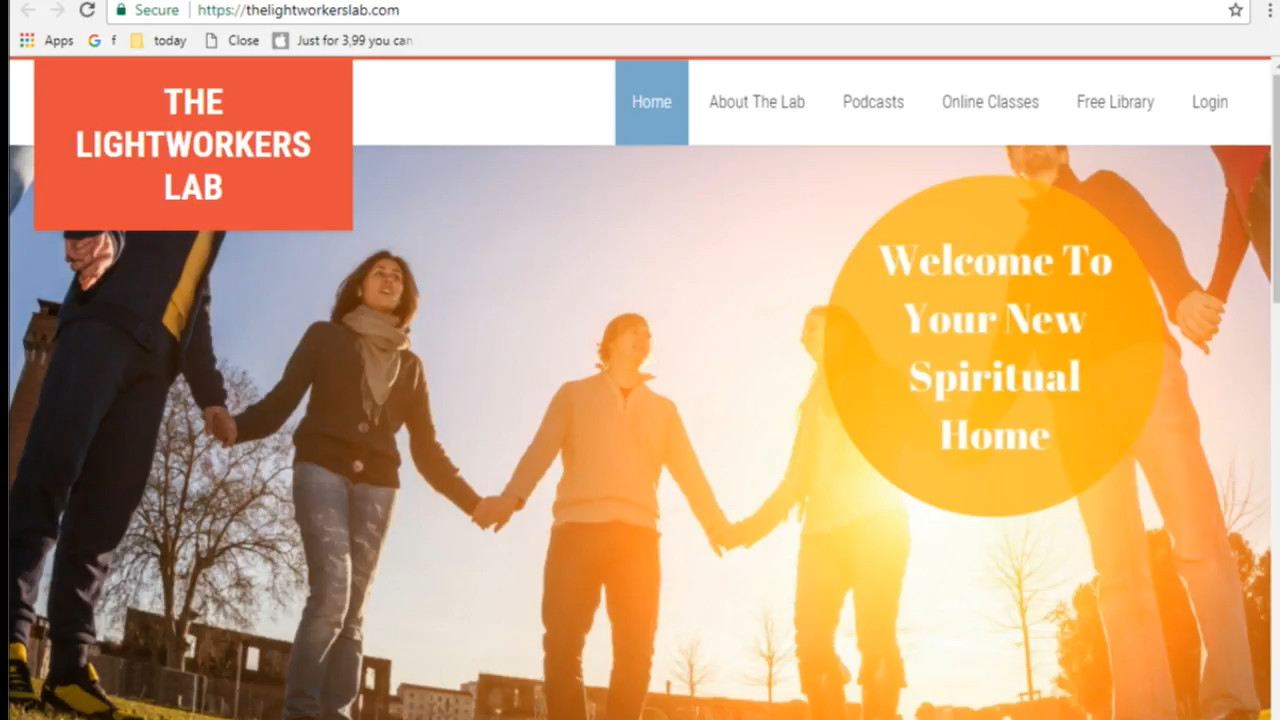 Secure https://thelightworkerslab.com
Apps f today Close Just for 3,99 you can
THE
LIGHTWORKERS
LAB
Home About The Lab Podcasts Online Classes Free Library Login
Welcome To
Your New
Spiritual
Home